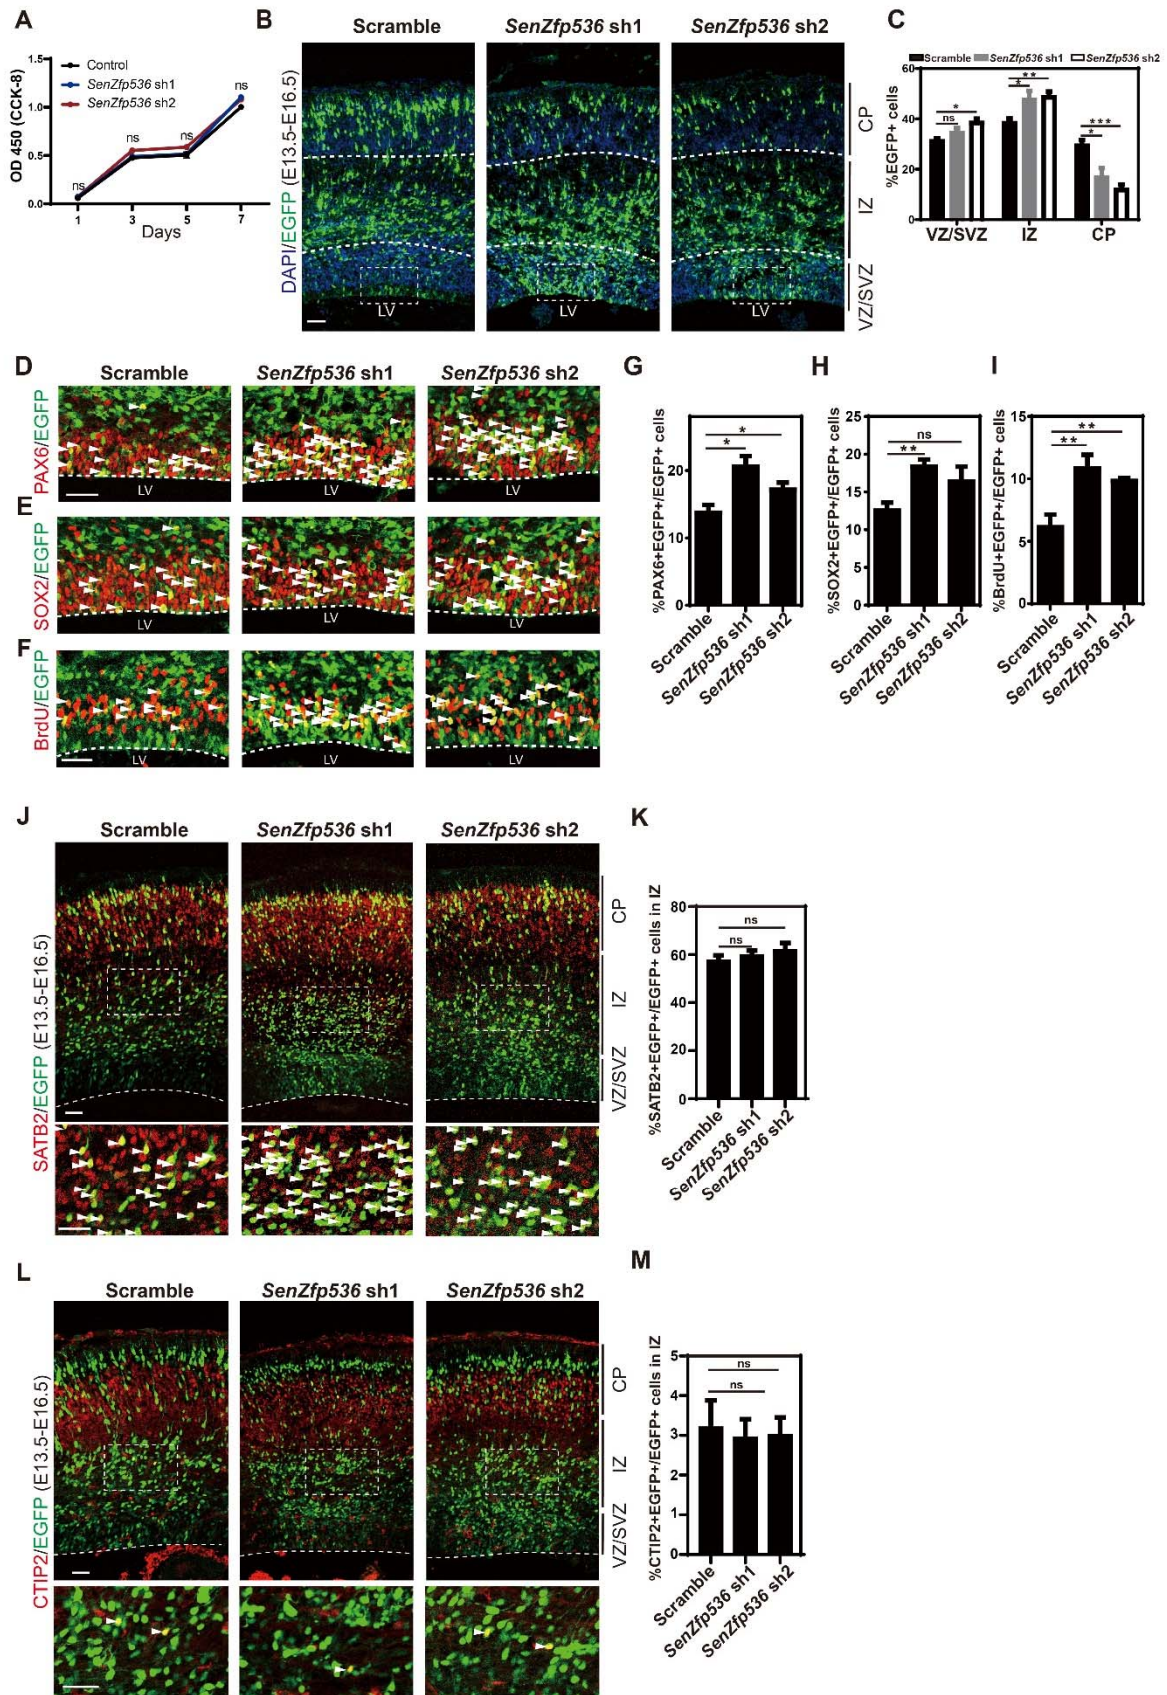 A
OD 450 (CCK-8)
1.5
1.0
0.5
0.0
Control
SenZfp536 sh1
SenZfp536 sh2
ns
ns
ns
ns
1
3
5
7
Days
B
Scramble
SenZfp536 sh1
SenZfp536 sh2
DAPI/EGFP (E13.5-E16.5)
LV
LV
LV
CP
IZ
VZ/SVZ
C
Scramble
SenZfp536 sh1
SenZfp536 sh2
%EGFP+ cells
60
40
20
0
ns
*
*
**
*
***
VZ/SVZ
IZ
CP
D
Scramble
SenZfp536 sh1
SenZfp536 sh2
PAX6/EGFP
LV
LV
LV
E
SOX2/EGFP
LV
LV
LV
F
BrdU/EGFP
LV
LV
LV
G
%PAX6+EGFP+/EGFP+ cells
20
10
0
*
*
Scramble
SenZfp536 sh1
SenZfp536 sh2
H
%SOX2+EGFP+/EGFP+ cells
25
20
15
10
5
0
ns
**
Scramble
SenZfp536 sh1
SenZfp536 sh2
I
%BrdU+EGFP+/EGFP+ cells
15
10
5
0
**
**
Scramble
SenZfp536 sh1
SenZfp536 sh2
J
Scramble
SenZfp536 sh1
SenZfp536 sh2
SATB2/EGFP (E13.5-E16.5)
CP
IZ
VZ/SVZ
K
%SATB2+EGFP+/EGFP+ cells in IZ
80
60
40
20
0
ns
ns
Scramble
SenZfp536 sh1
SenZfp536 sh2
L
Scramble
SenZfp536 sh1
SenZfp536 sh2
CTIP2/EGFP (E13.5-E16.5)
CP
IZ
VZ/SVZ
M
%CTIP2+EGFP+/EGFP+ cells in IZ
5
4
3
2
1
0
ns
ns
Scramble
SenZfp536 sh1
SenZfp536 sh2